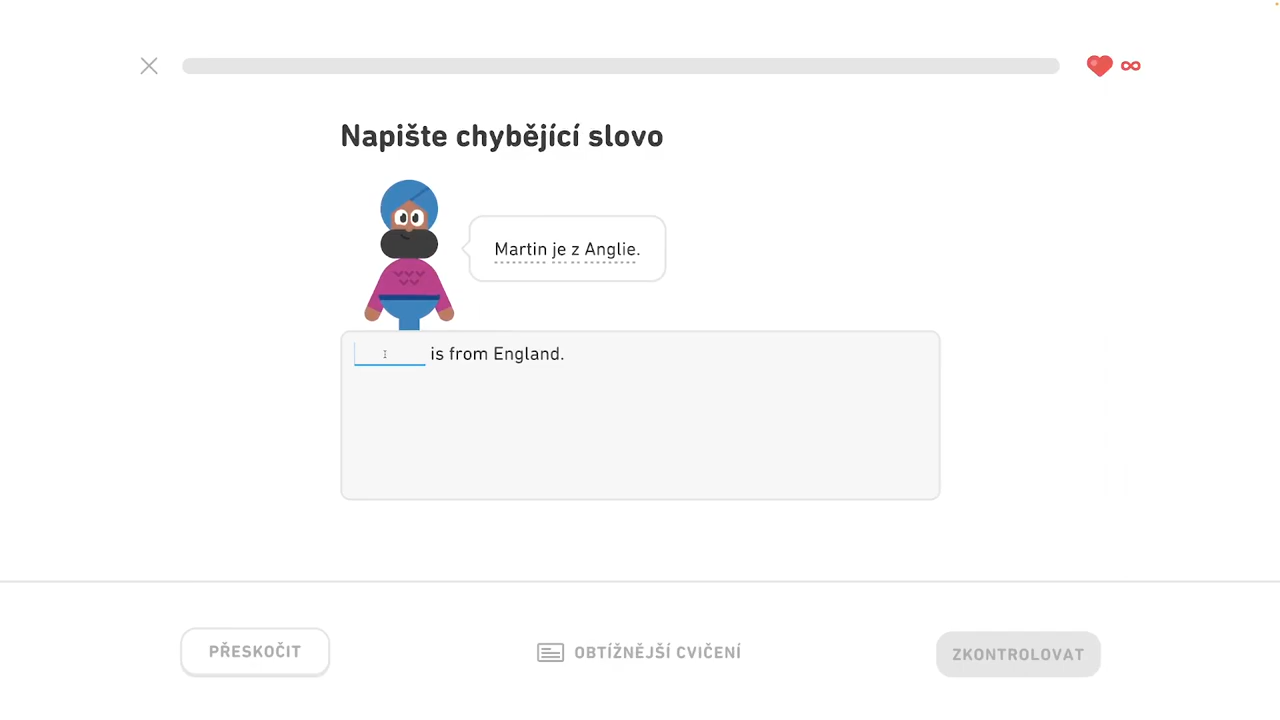 ∞
Napište chybějící slovo
Martin je z Anglie.
is from England.
PŘESKOČIT
OBTÍŽNĚJŠÍ CVIČENÍ
ZKONTROLOVAT